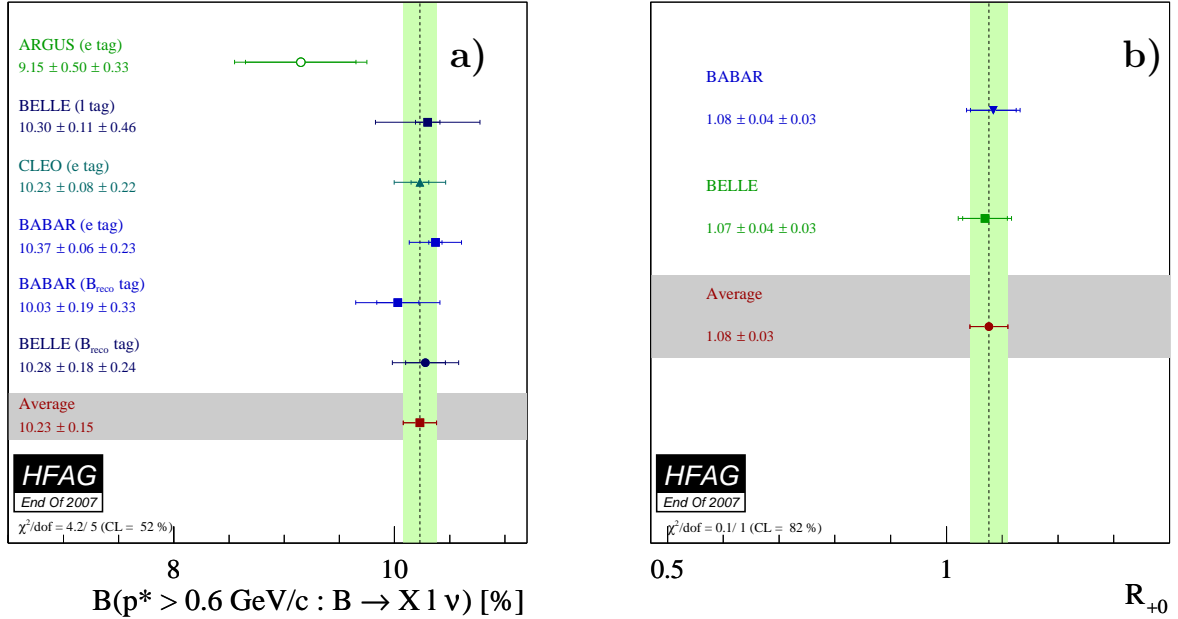 a)
ARGUS (e tag)
9.15 ± 0.50 ± 0.33
BELLE (l tag)
10.30 ± 0.11 ± 0.46
CLEO (e tag)
10.23 ± 0.08 ± 0.22
BABAR (e tag)
10.37 ± 0.06 ± 0.23
BABAR (B_reco tag)
10.03 ± 0.19 ± 0.33
BELLE (B_reco tag)
10.28 ± 0.18 ± 0.24
Average
10.23 ± 0.15
HFAG
End Of 2007
χ²/dof = 4.2/ 5 (CL = 52 %)
8 10
B(p* > 0.6 GeV/c : B → X l ν) [%]
b)
BABAR
1.08 ± 0.04 ± 0.03
BELLE
1.07 ± 0.04 ± 0.03
Average
1.08 ± 0.03
HFAG
End Of 2007
χ²/dof = 0.1/ 1 (CL = 82 %)
0.5 1
R_+0